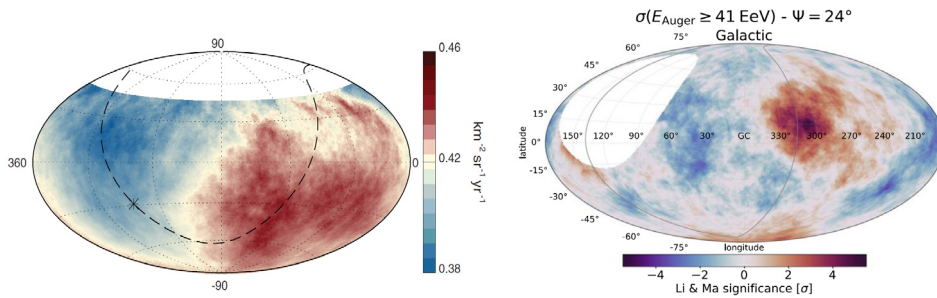 90
360
0
-90
0.46
0.42
0.38
km⁻² sr⁻¹ yr⁻¹
σ(E_Auger ≥ 41 EeV) - Ψ = 24°
Galactic
75°
60°
45°
30°
15°
0°
-15°
-30°
-45°
-60°
-75°
latitude
150° 120° 90° 60° 30° GC 330° 300° 270° 240° 210°
longitude
−4 −2 0 2 4
Li & Ma significance [σ]